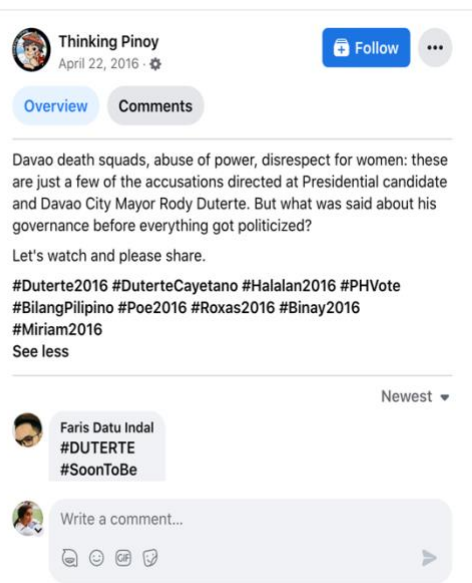 Thinking Pinoy
Follow
April 22, 2016
Overview
Comments
Davao death squads, abuse of power, disrespect for women: these
are just a few of the accusations directed at Presidential candidate
and Davao City Mayor Rody Duterte. But what was said about his
governance before everything got politicized?
Let's watch and please share.
#Duterte2016 #DuterteCayetano #Halalan2016 #PHVote
#BilangPilipino #Poe2016 #Roxas2016 #Binay2016
#Miriam2016
See less
Newest
Faris Datu Indal
#DUTERTE
#SoonToBe
Write a comment...
GIF